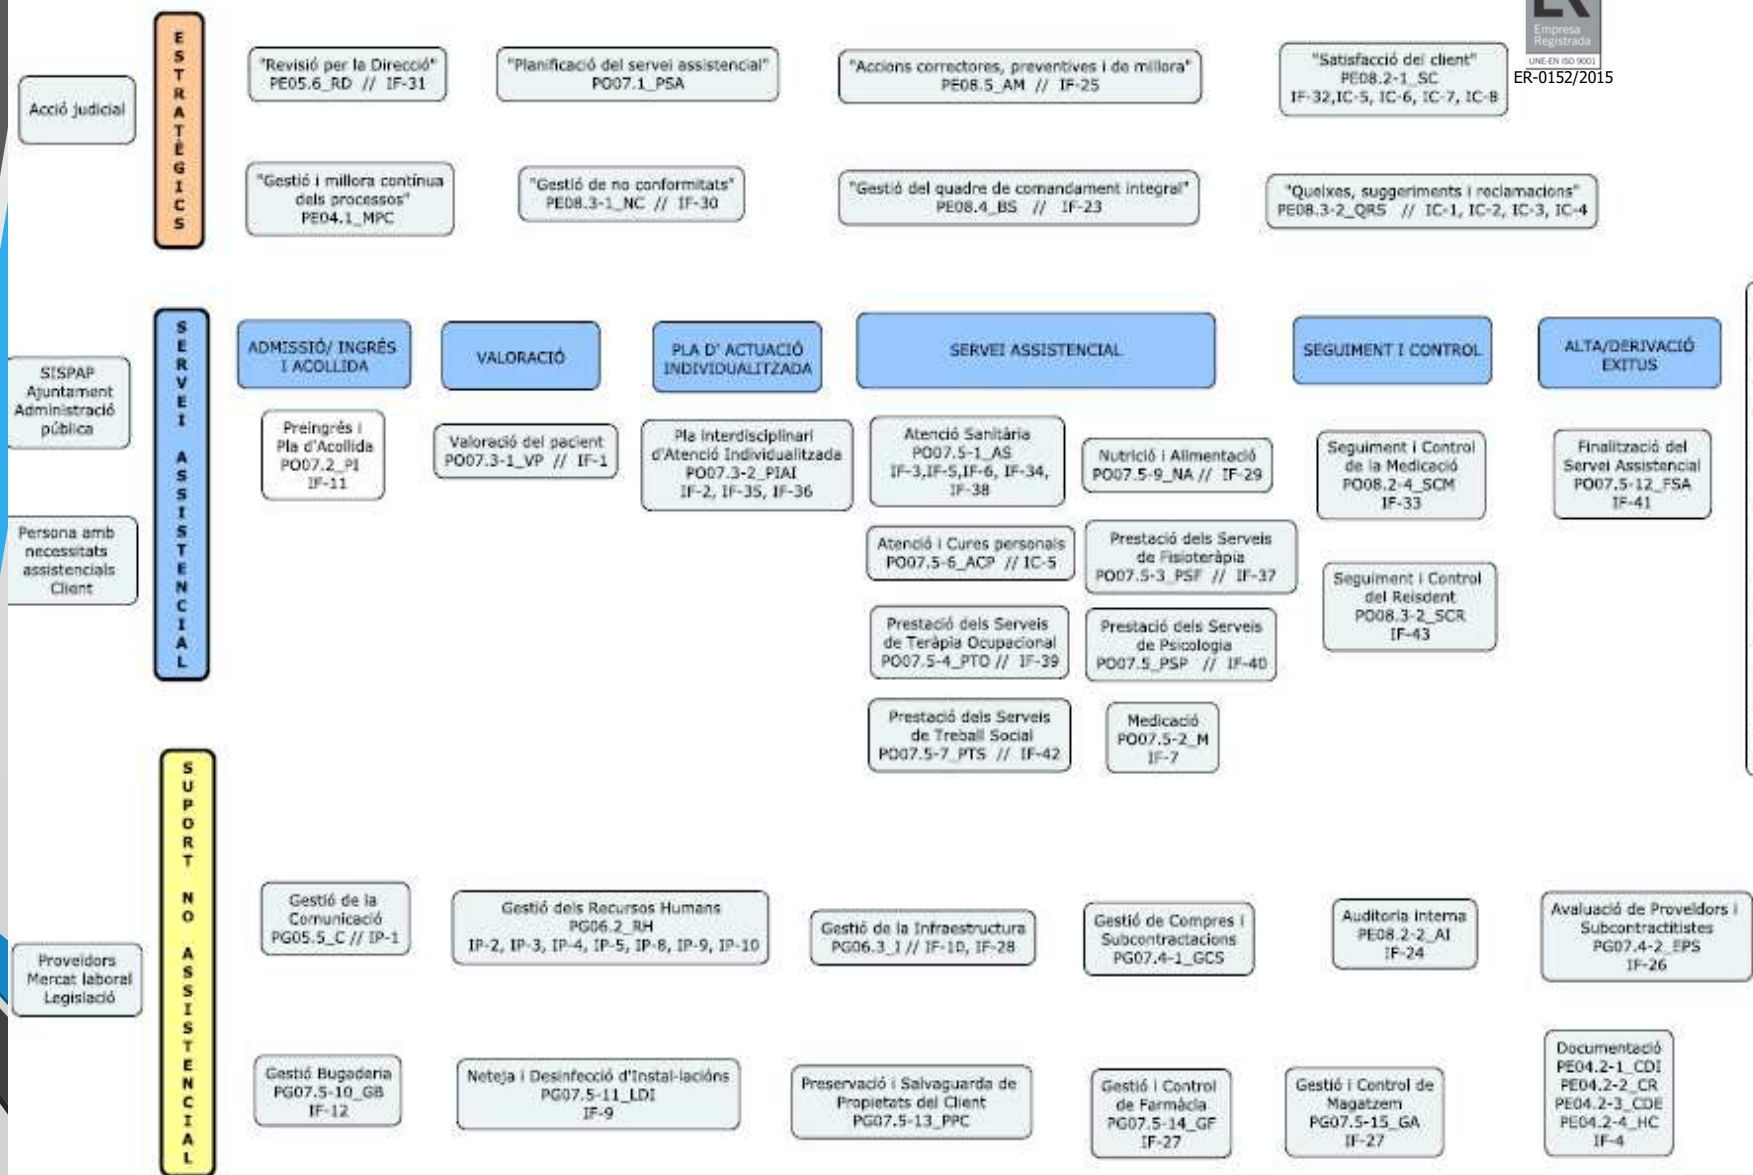 ER
Empresa
Registrada
UNE-EN ISO 9001
ER-0152/2015
ESTRATÈGICS
Acció judicial
"Revisió per la Direcció"
PE05.6_RD // IF-31
"Planificació del servei assistencial"
PO07.1_PSA
"Accions correctores, preventives i de millora"
PE08.5_AM // IF-25
"Satisfacció del client"
PE08.2-1_SC
IF-32,IC-5, IC-6, IC-7, IC-8
"Gestió i millora contínua
dels processos"
PE04.1_MPC
"Gestió de no conformitats"
PE08.3-1_NC // IF-30
"Gestió del quadre de comandament integral"
PE08.4_BS // IF-23
"Queixes, suggeriments i reclamacions"
PE08.3-2_QRS // IC-1, IC-2, IC-3, IC-4
SERVEI ASSISTENCIAL
SISPAP
Ajuntament
Administració
pública
Persona amb
necessitats
assistencials
Client
ADMISSIÓ/ INGRÉS
I ACOLLIDA
VALORACIÓ
PLA D' ACTUACIÓ
INDIVIDUALITZADA
SERVEI ASSISTENCIAL
SEGUIMENT I CONTROL
ALTA/DERIVACIÓ
EXITUS
Preingrés i
Pla d'Acollida
PO07.2_PI
IF-11
Valoració del pacient
PO07.3-1_VP // IF-1
Pla interdisciplinari
d'Atenció Individualitzada
PO07.3-2_PIAI
IF-2, IF-35, IF-36
Atenció Sanitària
PO07.5-1_AS
IF-3,IF-5,IF-6, IF-34,
IF-38
Nutrició i Alimentació
PO07.5-9_NA // IF-29
Seguiment i Control
de la Medicació
PO08.2-4_SCM
IF-33
Finalització del
Servei Assistencial
PO07.5-12_FSA
IF-41
Atenció i Cures personals
PO07.5-6_ACP // IC-5
Prestació dels Serveis
de Fisioteràpia
PO07.5-3_PSF // IF-37
Seguiment i Control
del Reisdent
PO08.3-2_SCR
IF-43
Prestació dels Serveis
de Teràpia Ocupacional
PO07.5-4_PTO // IF-39
Prestació dels Serveis
de Psicologia
PO07.5_PSP // IF-40
Prestació dels Serveis
de Treball Social
PO07.5-7_PTS // IF-42
Medicació
PO07.5-2_M
IF-7
SUPORT NO ASSISTENCIAL
Proveïdors
Mercat laboral
Legislació
Gestió de la
Comunicació
PG05.5_C // IP-1
Gestió dels Recursos Humans
PG06.2_RH
IP-2, IP-3, IP-4, IP-5, IP-8, IP-9, IP-10
Gestió de la Infraestructura
PG06.3_I // IF-10, IF-28
Gestió de Compres i
Subcontractacions
PG07.4-1_GCS
Auditoria interna
PE08.2-2_AI
IF-24
Avaluació de Proveïdors i
Subcontractitistes
PG07.4-2_EPS
IF-26
Gestió Bugaderia
PG07.5-10_GB
IF-12
Neteja i Desinfecció d'Instal·lacións
PG07.5-11_LDI
IF-9
Preservació i Salvaguarda de
Propietats del Client
PG07.5-13_PPC
Gestió i Control
de Farmàcia
PG07.5-14_GF
IF-27
Gestió i Control de
Magatzem
PG07.5-15_GA
IF-27
Documentació
PE04.2-1_CDI
PE04.2-2_CR
PE04.2-3_CDE
PE04.2-4_HC
IF-4